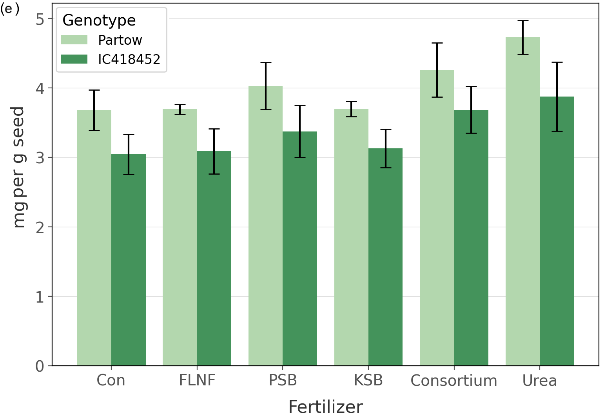 (e)
Genotype
Partow
IC418452
mg per g seed
5
4
3
2
1
0
Con FLNF PSB KSB Consortium Urea
Fertilizer